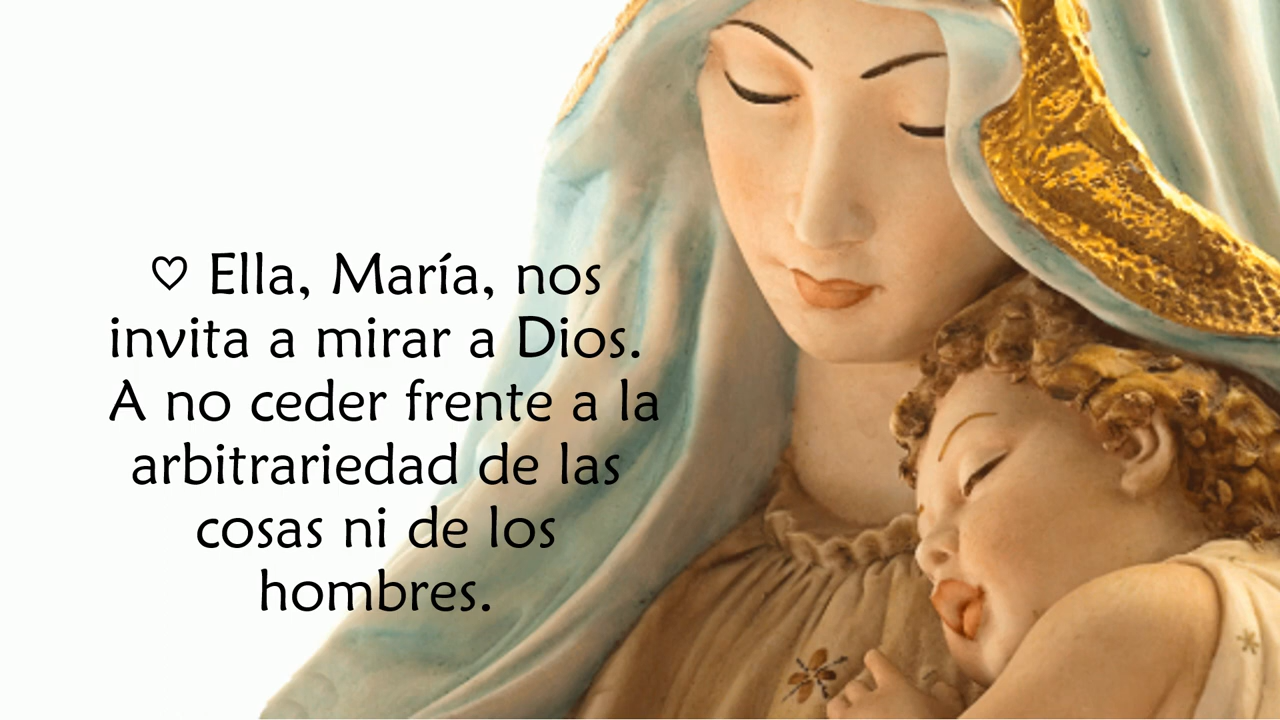 ♡ Ella, María, nos
invita a mirar a Dios.
A no ceder frente a la
arbitrariedad de las
cosas ni de los
hombres.